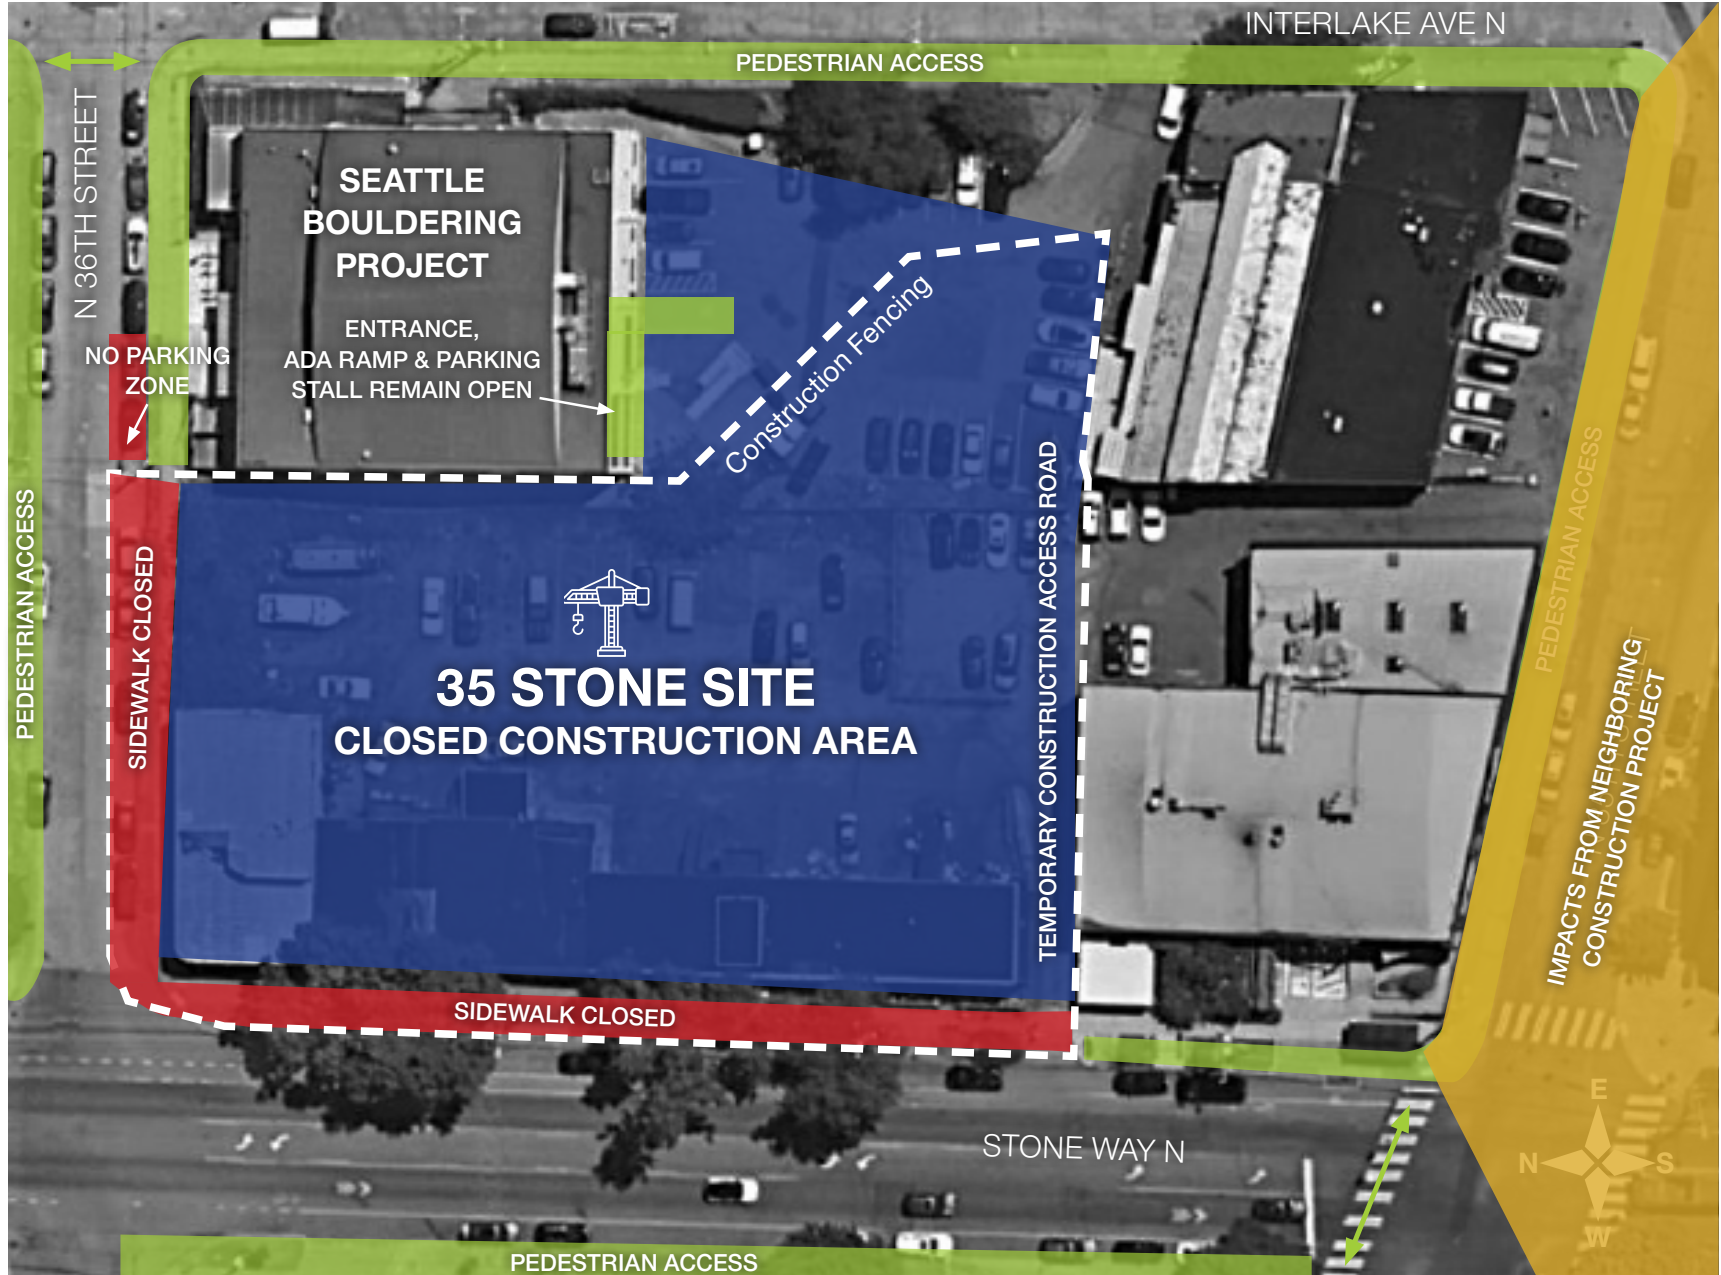 INTERLAKE AVE N
PEDESTRIAN ACCESS
N 36TH STREET
SEATTLE
BOULDERING
PROJECT
ENTRANCE,
ADA RAMP & PARKING
STALL REMAIN OPEN
NO PARKING
ZONE
Construction Fencing
PEDESTRIAN ACCESS
SIDEWALK CLOSED
35 STONE SITE
CLOSED CONSTRUCTION AREA
TEMPORARY CONSTRUCTION ACCESS ROAD
PEDESTRIAN ACCESS
IMPACTS FROM NEIGHBORING
CONSTRUCTION PROJECT
SIDEWALK CLOSED
STONE WAY N
E
N
S
W
PEDESTRIAN ACCESS